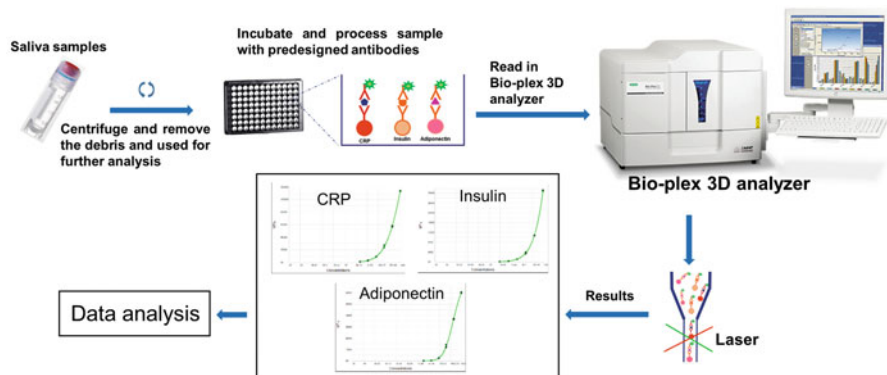 Saliva samples
Centrifuge and remove
the debris and used for
further analysis
Incubate and process sample
with predesigned antibodies
CRP
Insulin
Adiponectin
Read in
Bio-plex 3D
analyzer
Bio-plex 3D analyzer
Laser
Results
CRP
Insulin
Adiponectin
Data analysis